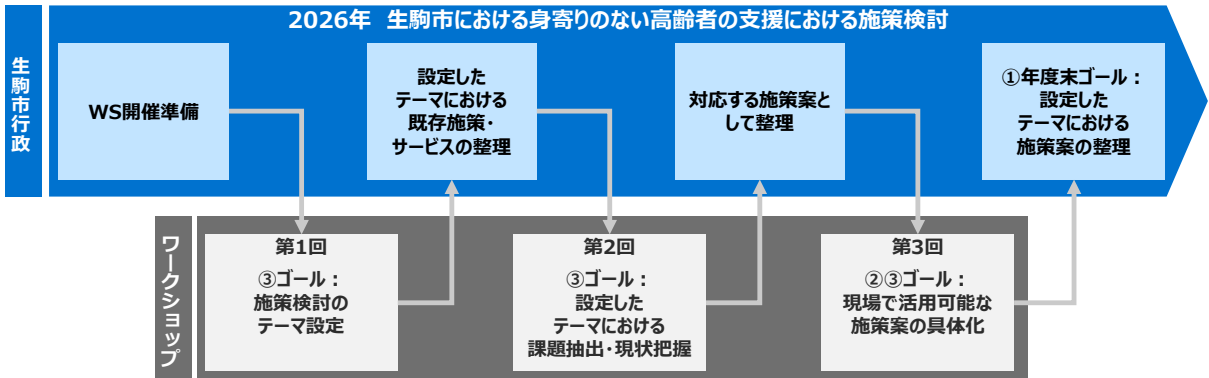 2026年 生駒市における身寄りのない高齢者の支援における施策検討
生駒市行政
WS開催準備
設定した
テーマにおける
既存施策・
サービスの整理
対応する施策案と
して整理
①年度末ゴール：
設定した
テーマにおける
施策案の整理
ワークショップ
第1回
③ゴール：
施策検討の
テーマ設定
第2回
③ゴール：
設定した
テーマにおける
課題抽出・現状把握
第3回
②③ゴール：
現場で活用可能な
施策案の具体化